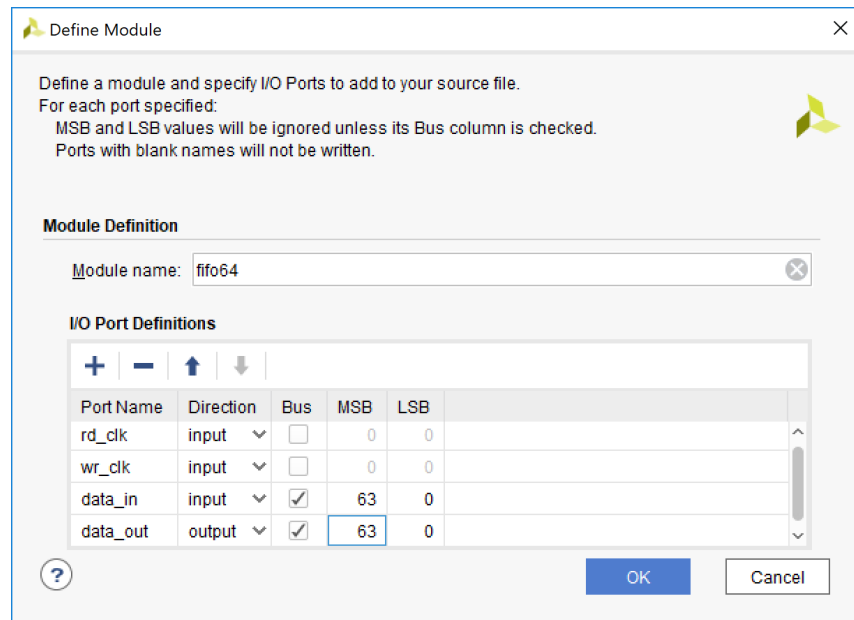 Define Module
Define a module and specify I/O Ports to add to your source file.
For each port specified:
MSB and LSB values will be ignored unless its Bus column is checked.
Ports with blank names will not be written.
Module Definition
Module name: fifo64
I/O Port Definitions
Port Name Direction Bus MSB LSB
rd_clk input 0 0
wr_clk input 0 0
data_in input 63 0
data_out output 63 0
? OK Cancel